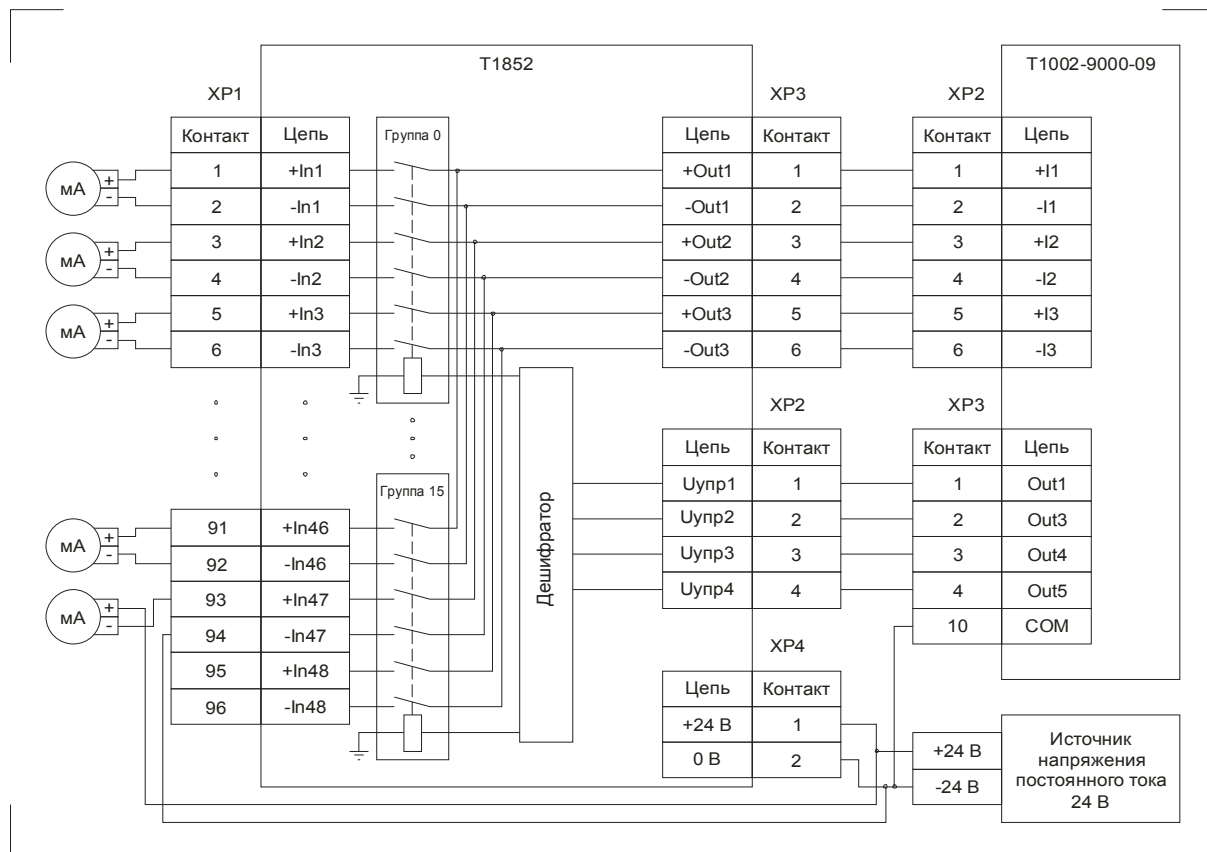 T1852
T1002-9000-09
XP1
XP3
XP2
Контакт Цепь Группа 0 Цепь Контакт Контакт Цепь
мА + - 1 +In1 +Out1 1 1 +I1
2 -In1 -Out1 2 2 -I1
мА + - 3 +In2 +Out2 3 3 +I2
4 -In2 -Out2 4 4 -I2
мА + - 5 +In3 +Out3 5 5 +I3
6 -In3 -Out3 6 6 -I3
XP2
XP3
Цепь Контакт Контакт Цепь
Группа 15 Uупр1 1 1 Out1
мА + - 91 +In46 Uупр2 2 2 Out3
92 -In46 Uупр3 3 3 Out4
мА + - 93 +In47 Uупр4 4 4 Out5
Дешифратор
94 -In47 10 COM
XP4
95 +In48
96 -In48 Цепь Контакт
+24 В 1
0 В 2
+24 В
-24 В
Источник
напряжения
постоянного тока
24 В